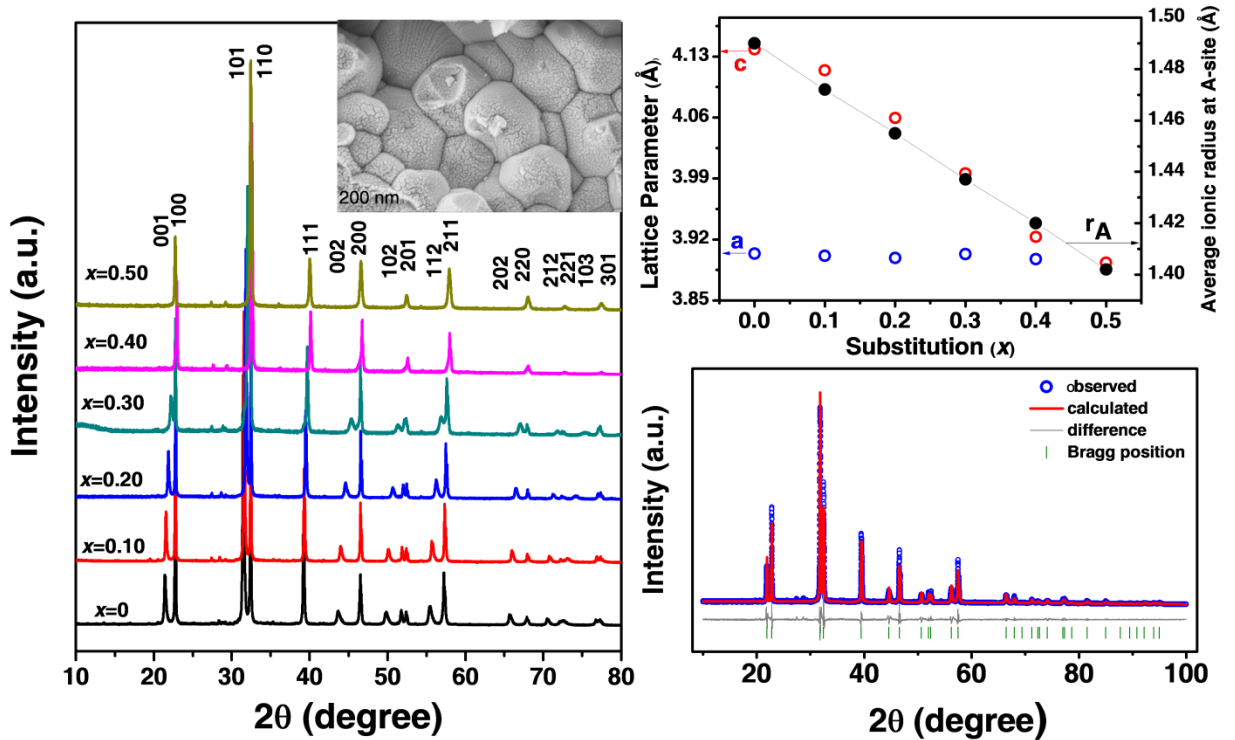 Intensity (a.u.)
2θ (degree)
10 20 30 40 50 60 70 80
x=0.50
x=0.40
x=0.30
x=0.20
x=0.10
x=0
001
100
101
110
111
002
200
102
201
112
211
202
220
212
221
103
301
200 nm
Lattice Parameter (Å)
4.13
4.06
3.99
3.92
3.85
c
a
rA
1.50
1.48
1.46
1.44
1.42
1.40
Average ionic radius at A-site (Å)
0.0 0.1 0.2 0.3 0.4 0.5
Substitution (x)
observed
calculated
difference
Bragg position
Intensity (a.u.)
20 40 60 80 100
2θ (degree)